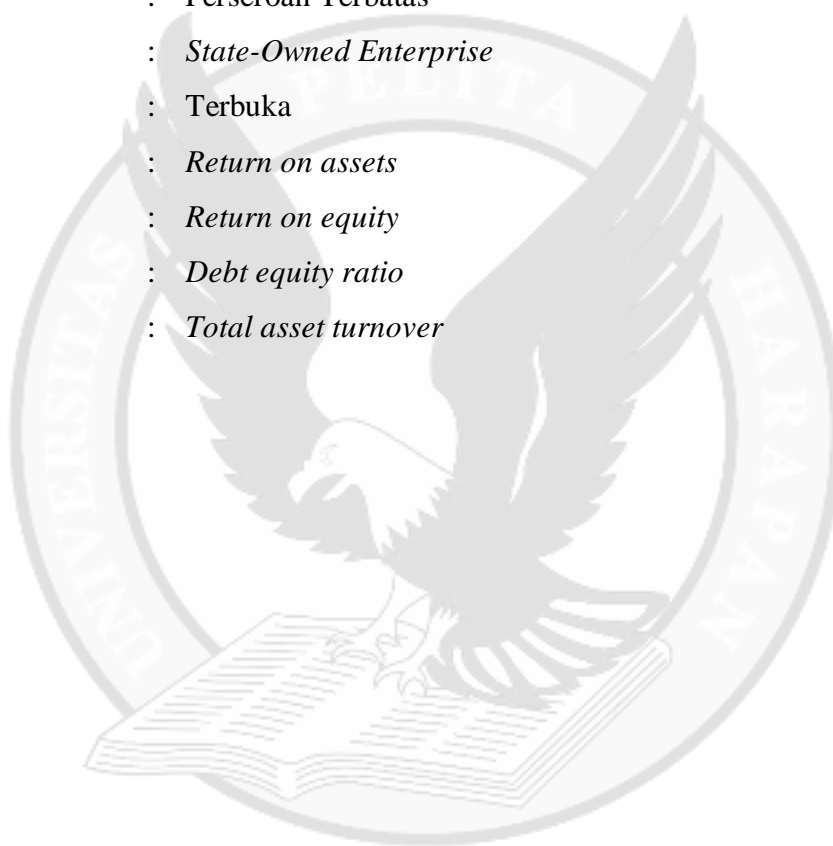 : Perseroan Terbatas
: State-Owned Enterprise
: Terbuka
: Return on assets
: Return on equity
: Debt equity ratio
: Total asset turnover
UNIVERSITAS PELITA HARAPAN